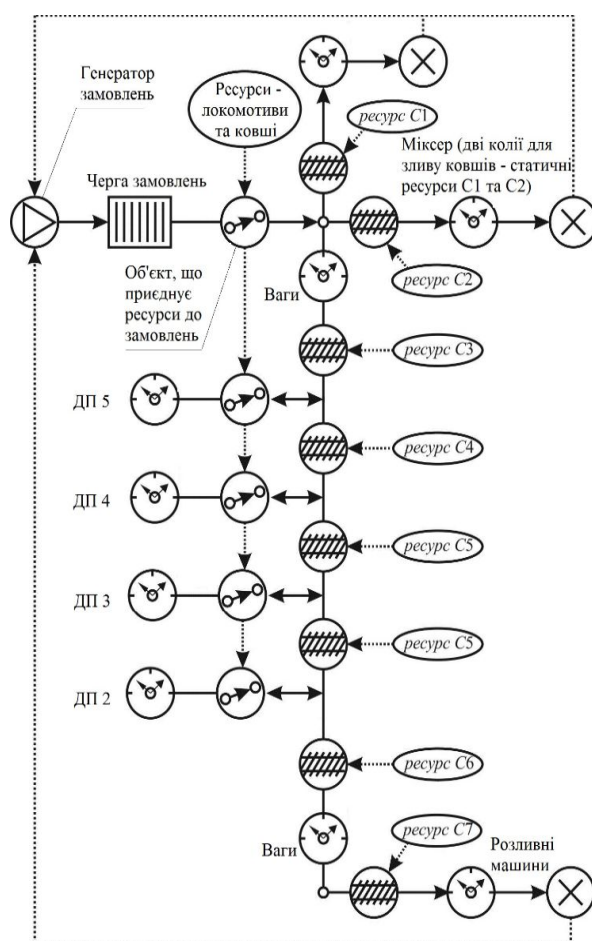 Генератор
замовлень
Ресурси -
локомотиви
та ковші
ресурс С1
Міксер (дві колії для
зливу ковшів - статичні
ресурси С1 та С2)
Черга замовлень
ресурс С2
Об'єкт, що
приєднує
ресурси до
замовлень
Ваги
ресурс С3
ДП 5
ресурс С4
ДП 4
ресурс С5
ДП 3
ресурс С5
ДП 2
ресурс С6
Ваги
ресурс С7
Розливні
машини